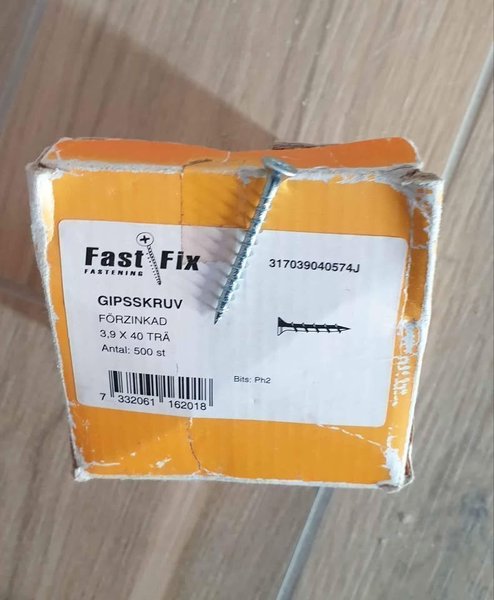 Fast Fix
FASTENING
317039040574J
GIPSSKRUV
FÖRZINKAD
3,9 X 40 TRÄ
Antal: 500 st
Bits: Ph2
7 332061 162018